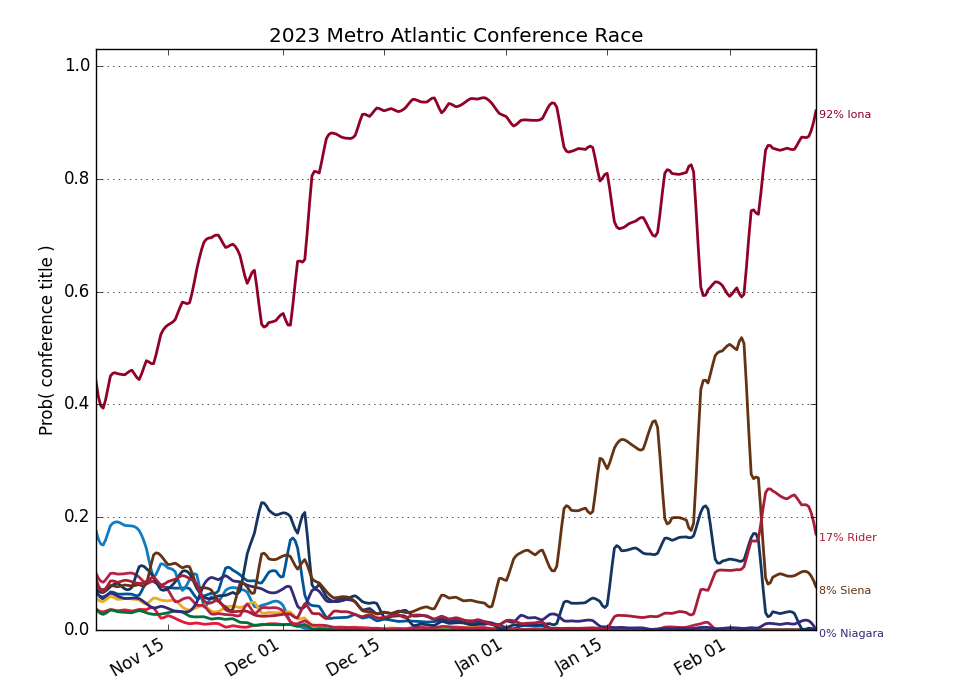 2023 Metro Atlantic Conference Race
1.0
0.8
0.6
0.4
0.2
0.0
Prob( conference title )
92% Iona
17% Rider
8% Siena
0% Niagara
Nov 15
Dec 01
Dec 15
Jan 01
Jan 15
Feb 01